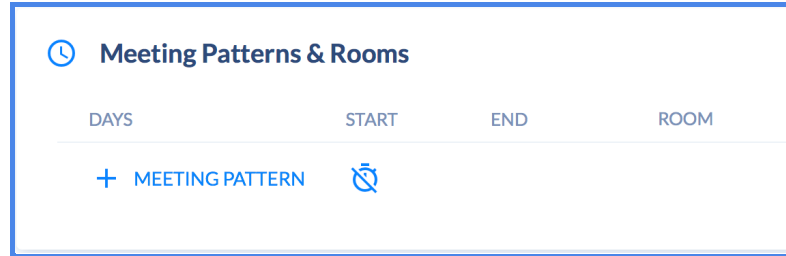 Meeting Patterns & Rooms
DAYS START END ROOM
+ MEETING PATTERN